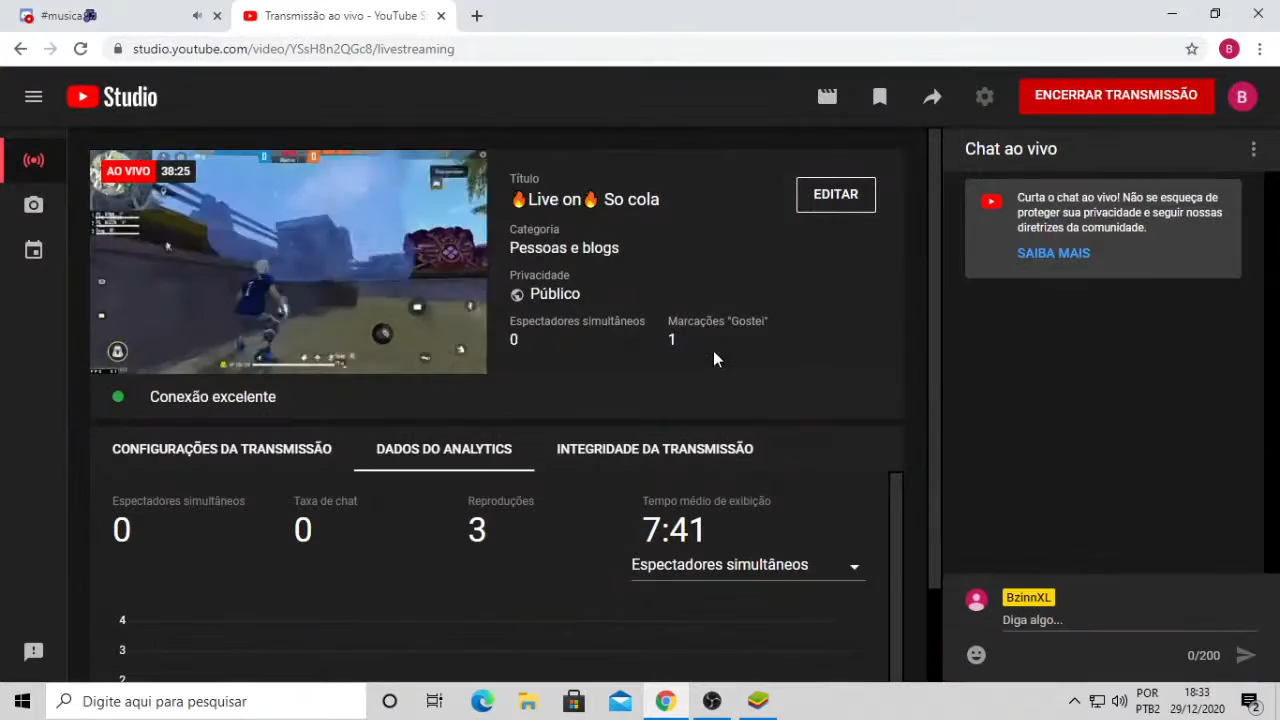 #musica
Transmissão ao vivo - YouTube S
studio.youtube.com/video/YSsH8n2QGc8/livestreaming
B
Studio
ENCERRAR TRANSMISSÃO
B
AO VIVO 38:25
Título
🔥Live on🔥 So cola
EDITAR
Categoria
Pessoas e blogs
Privacidade
Público
Espectadores simultâneos
0
Marcações "Gostei"
1
Conexão excelente
CONFIGURAÇÕES DA TRANSMISSÃO
DADOS DO ANALYTICS
INTEGRIDADE DA TRANSMISSÃO
Espectadores simultâneos
0
Taxa de chat
0
Reproduções
3
Tempo médio de exibição
7:41
Espectadores simultâneos
4
3
2
Chat ao vivo
Curta o chat ao vivo! Não se esqueça de
proteger sua privacidade e seguir nossas
diretrizes da comunidade.
SAIBA MAIS
BzinnXL
Diga algo...
0/200
Digite aqui para pesquisar
POR
PTB2
18:33
29/12/2020
2